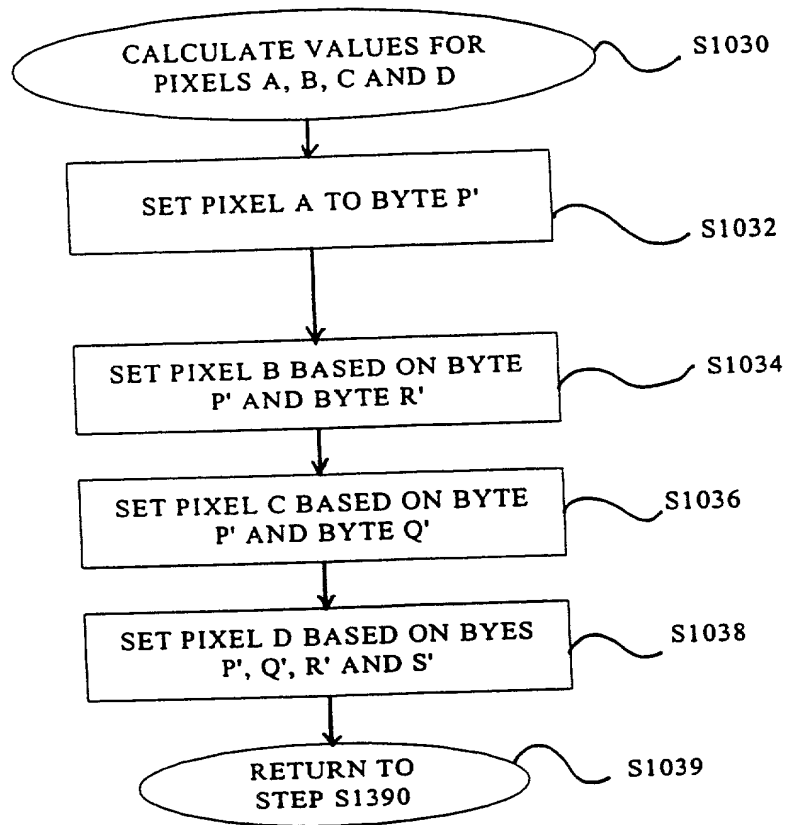 CALCULATE VALUES FOR
PIXELS A, B, C AND D
S1030
SET PIXEL A TO BYTE P'
S1032
SET PIXEL B BASED ON BYTE
P' AND BYTE R'
S1034
SET PIXEL C BASED ON BYTE
P' AND BYTE Q'
S1036
SET PIXEL D BASED ON BYES
P', Q', R' AND S'
S1038
RETURN TO
STEP S1390
S1039